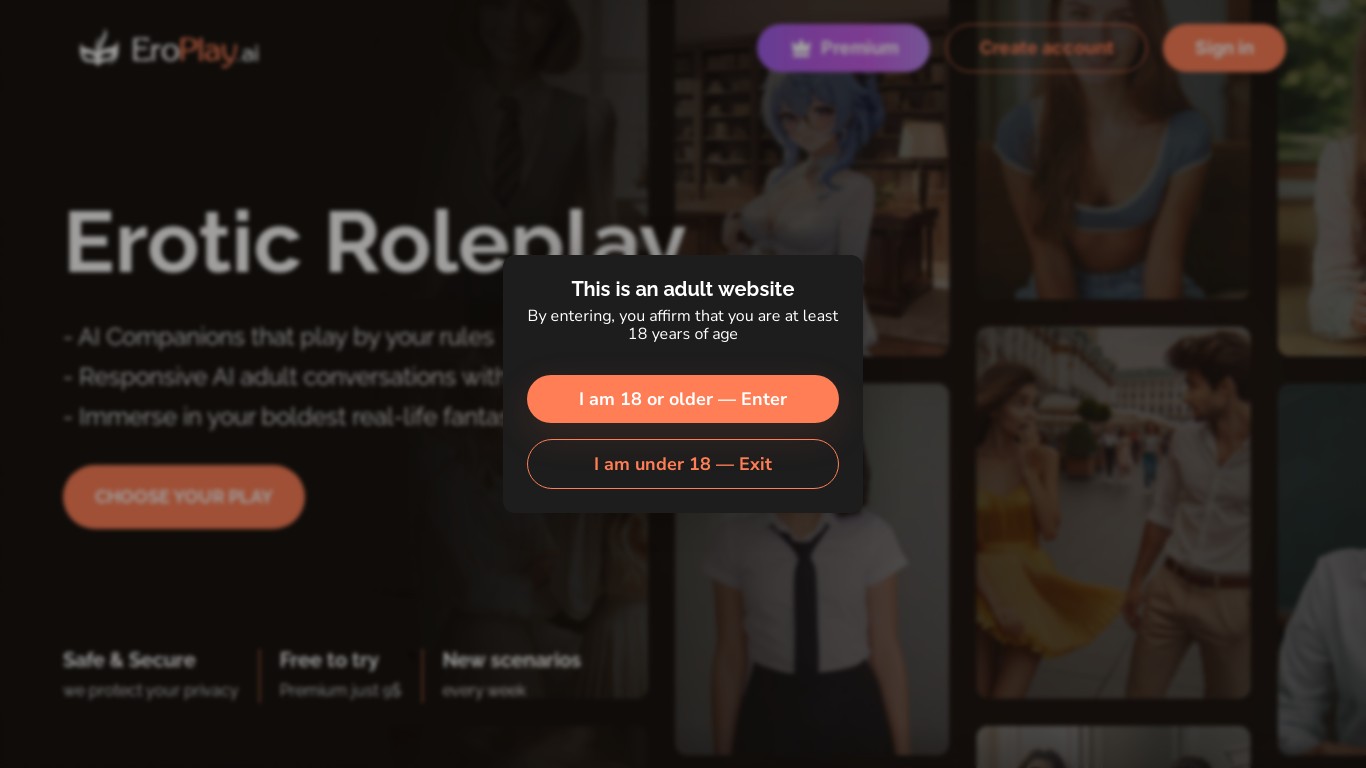 EroPlay.ai
Premium
Create account
Sign in
Erotic Roleplay
- AI Companions that play by your rules
- Responsive AI adult conversations with
- Immerse in your boldest real-life
CHOOSE YOUR PLAY
This is an adult website
By entering, you affirm that you are at least
18 years of age
I am 18 or older — Enter
I am under 18 — Exit
Safe & Secure
we protect your privacy
Free to try
Premium just 9$
New scenarios
every week